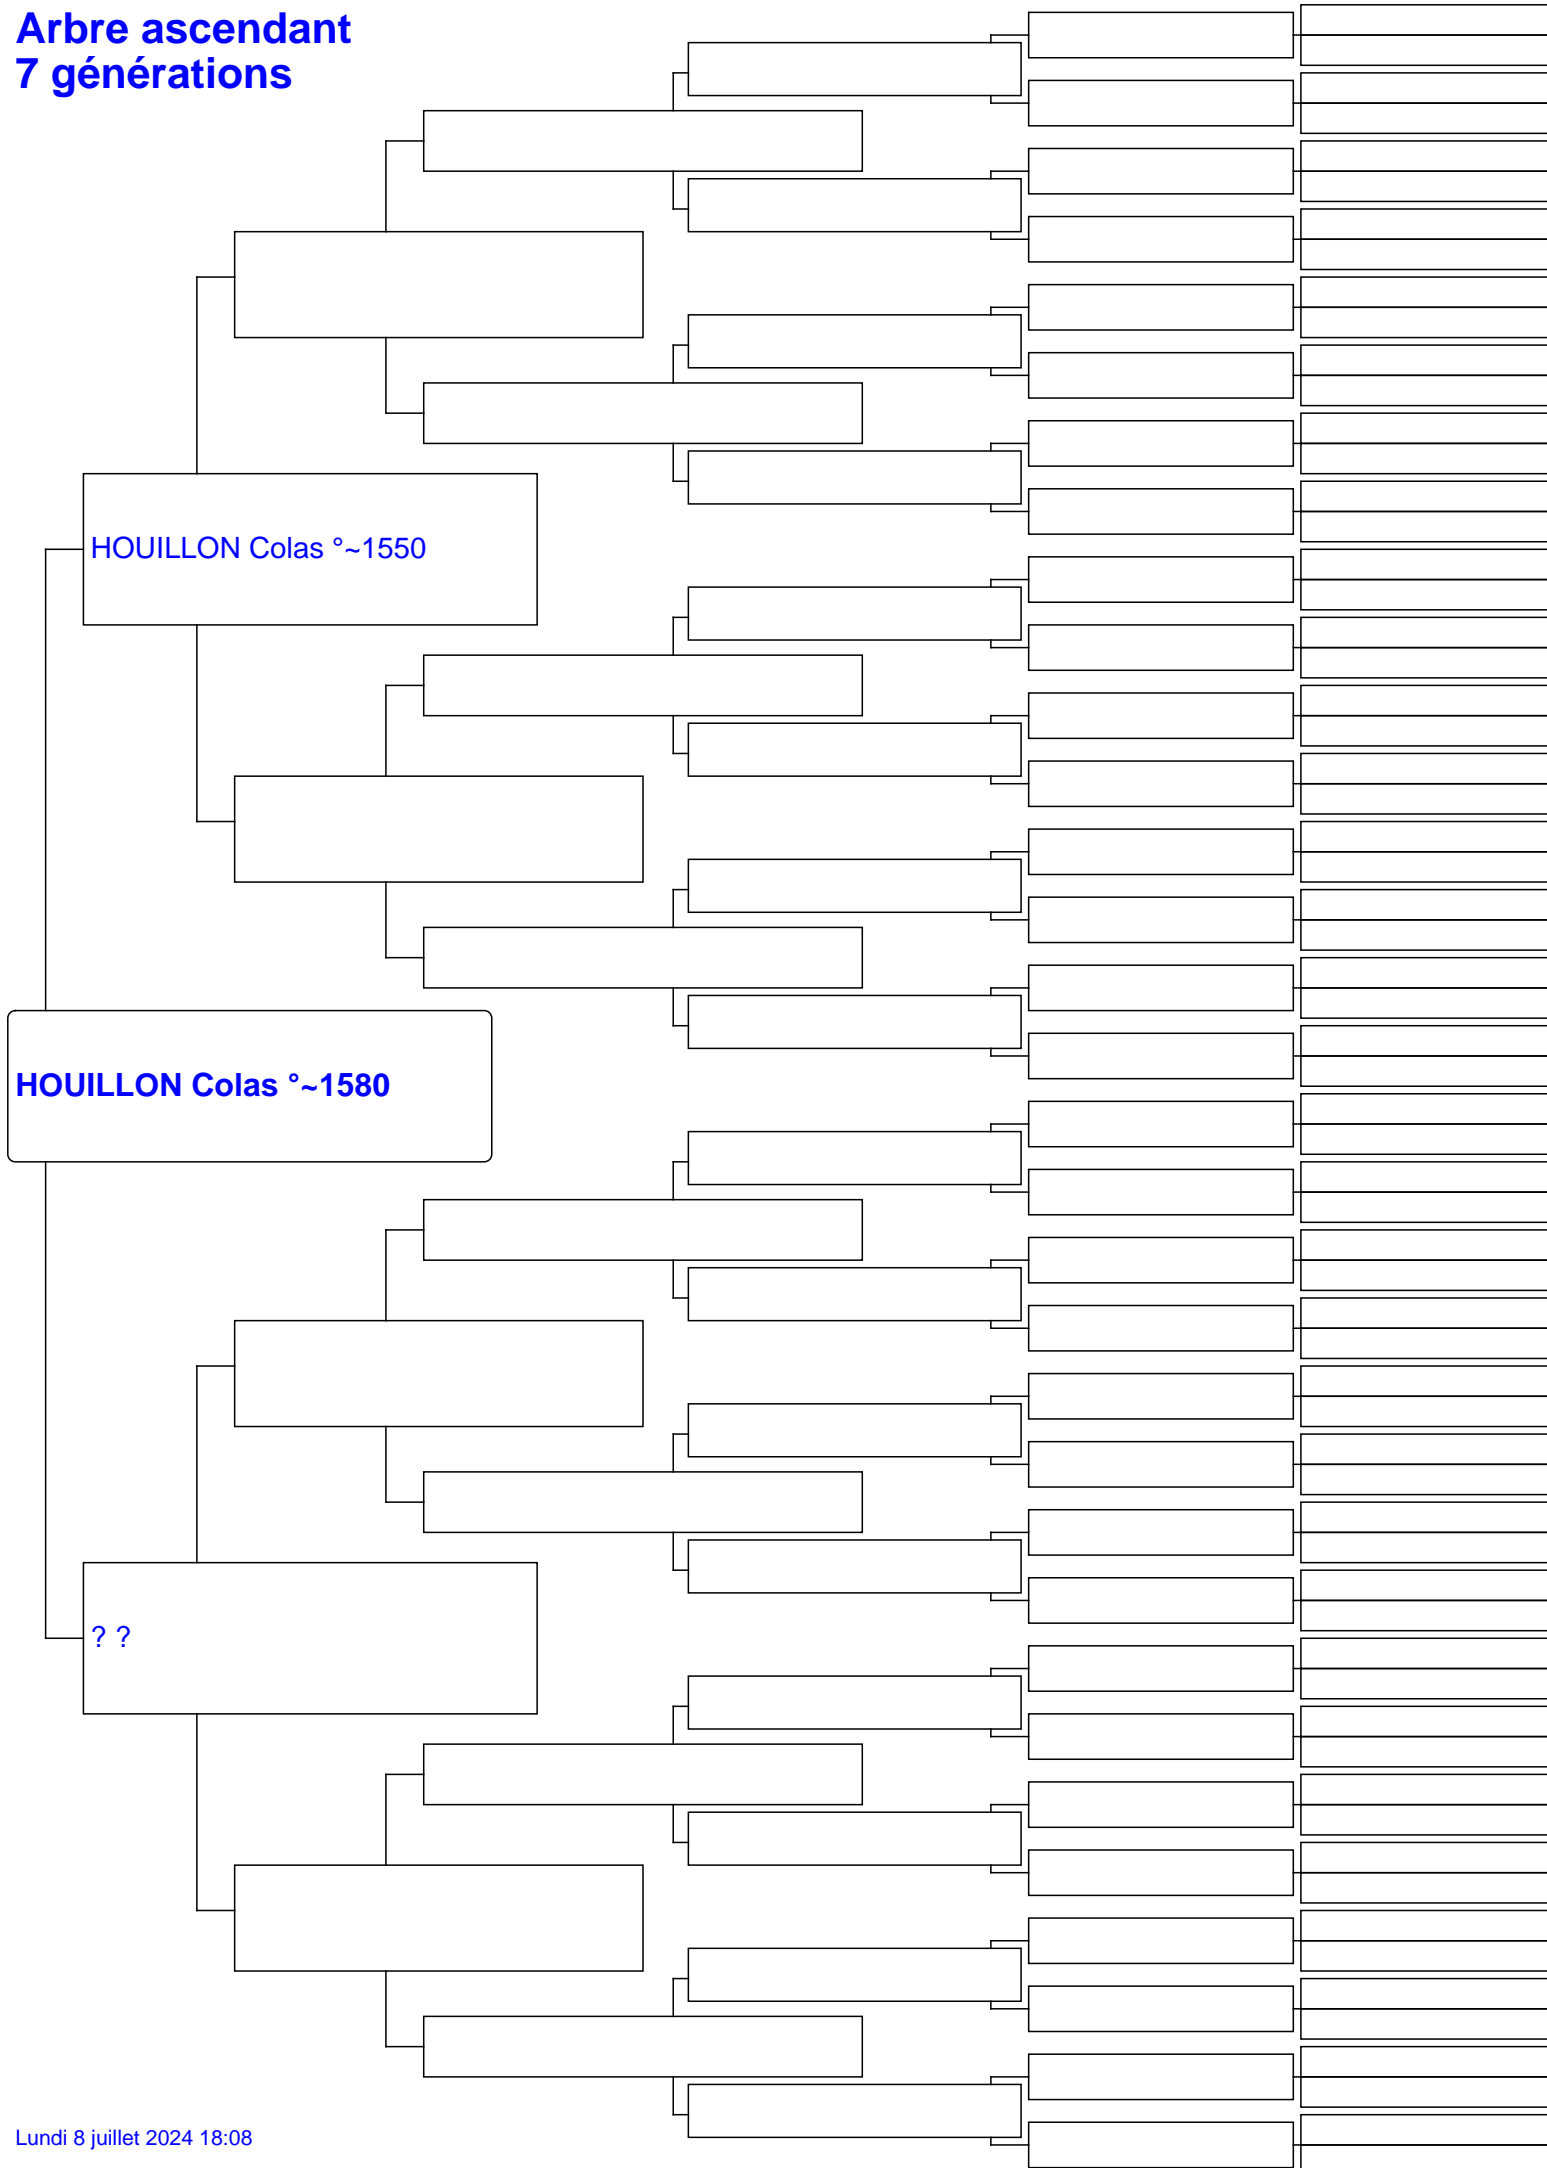 Arbre ascendant
7 générations
HOUILLON Colas °~1550
HOUILLON Colas °~1580
? ?
Lundi 8 juillet 2024 18:08